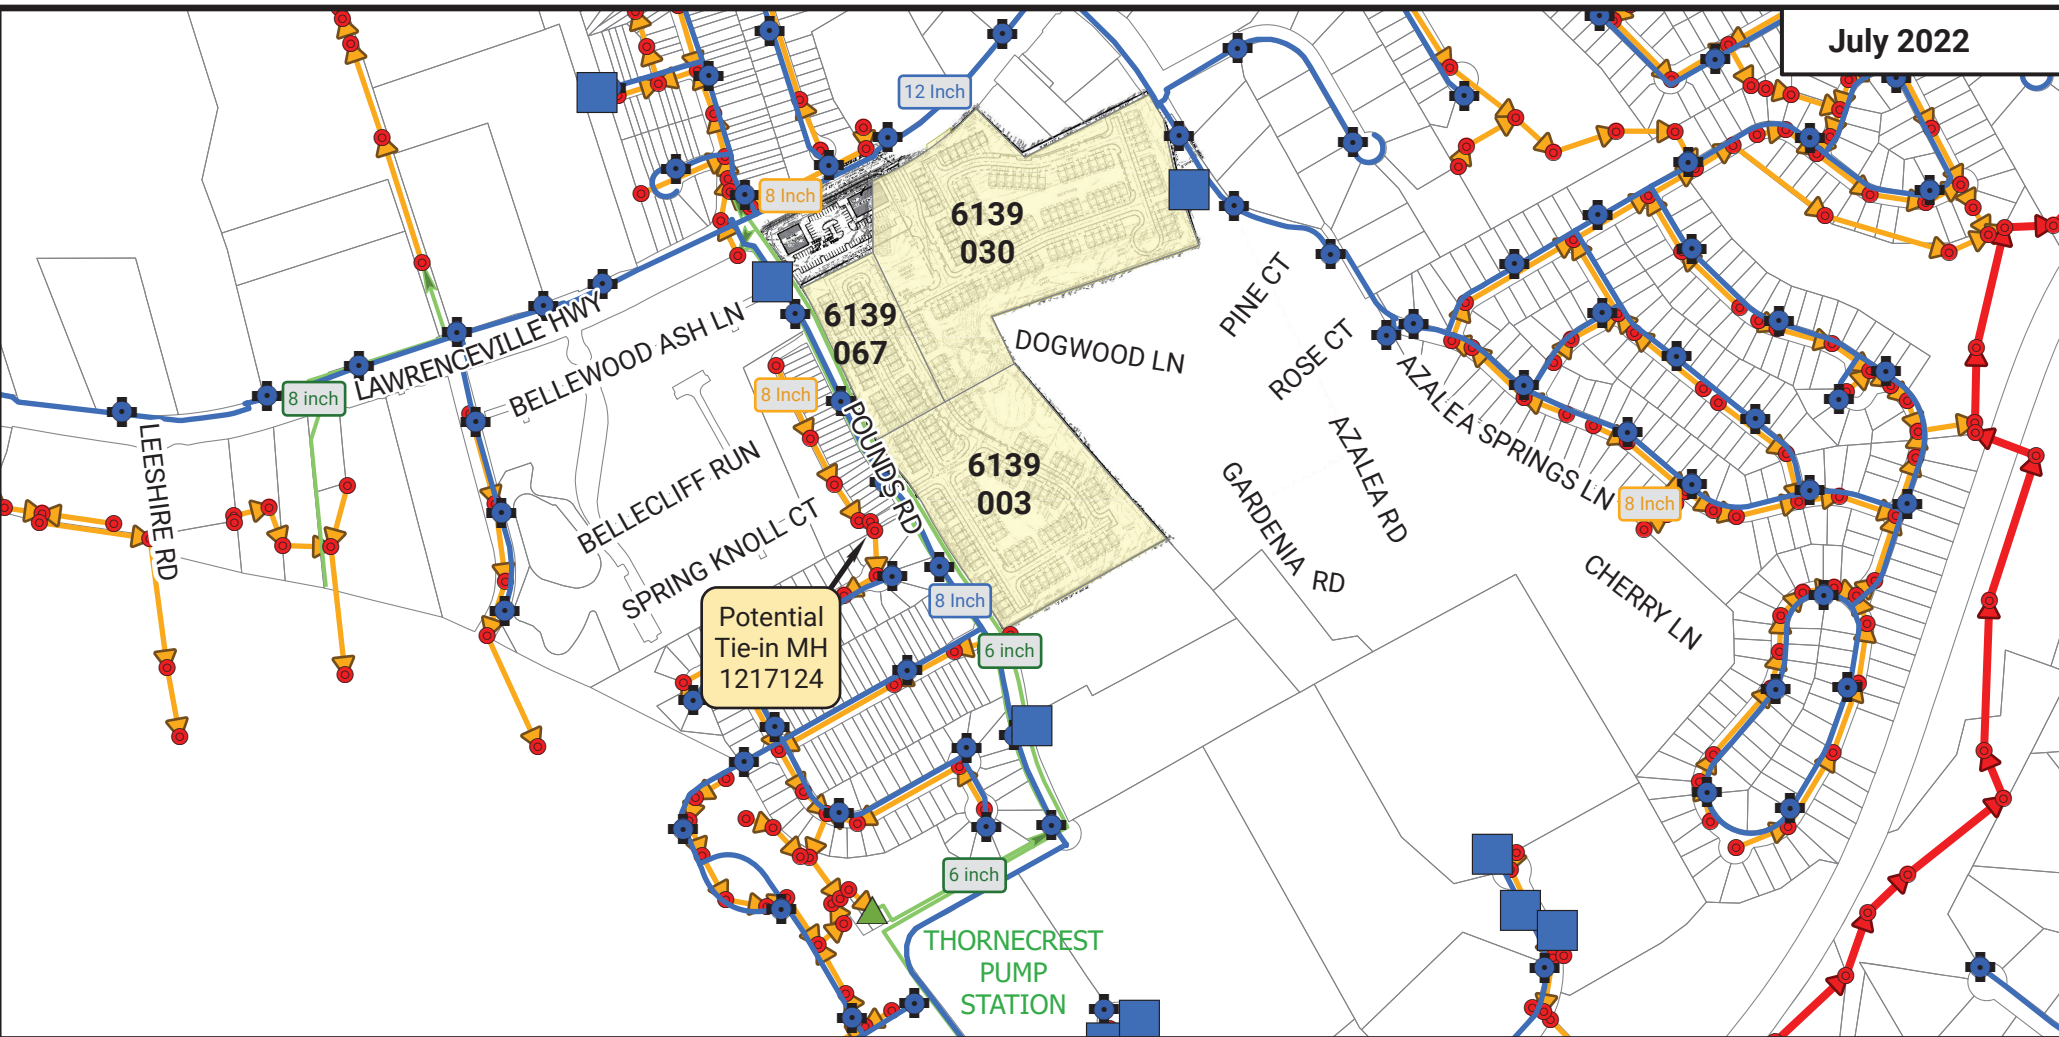 July 2022
12 Inch
8 Inch
6139
030
6139
067
6139
003
PINE CT
DOGWOOD LN
ROSE CT
LAWRENCEVILLE HWY
BELLEWOOD ASH LN
8 inch
8 Inch
POUNDS RD
LEESHIRE RD
BELLECLIFF RUN
SPRING KNOLL CT
AZALEA SPRINGS LN
AZALEA RD
GARDENIA RD
8 Inch
CHERRY LN
8 Inch
Potential
Tie-in MH
1217124
6 inch
6 inch
THORNECREST
PUMP
STATION